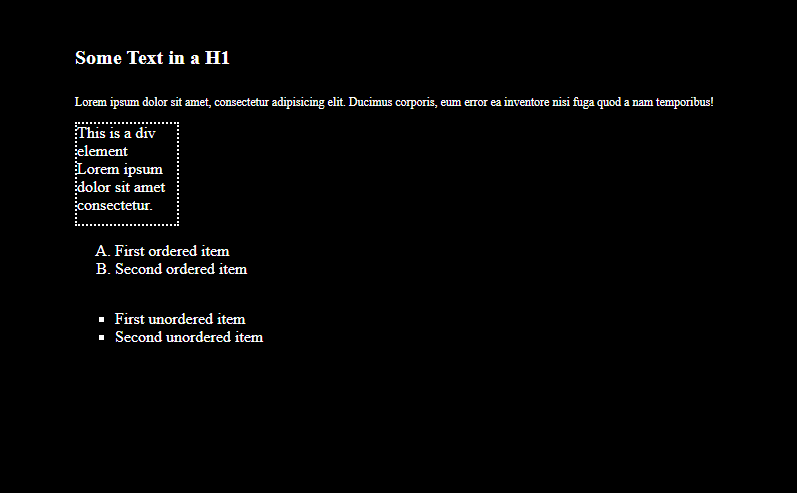 Some Text in a H1
Lorem ipsum dolor sit amet, consectetur adipisicing elit. Ducimus corporis, eum error ea inventore nisi fuga quod a nam temporibus!
This is a div
element
Lorem ipsum
dolor sit amet
consectetur.
A. First ordered item
B. Second ordered item
First unordered item
Second unordered item